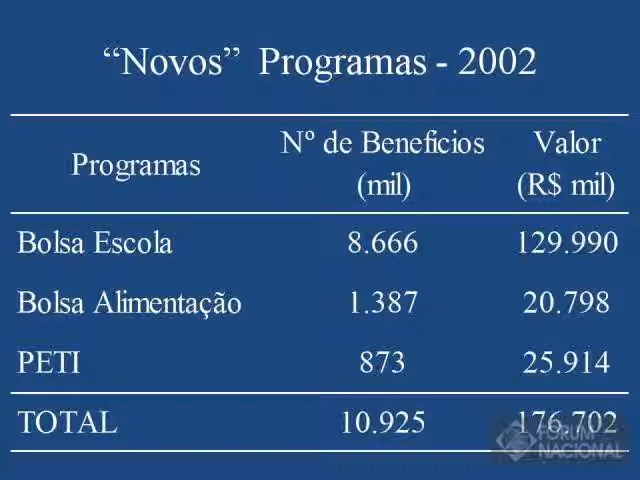 “Novos” Programas - 2002
Programas Nº de Benefícios (mil) Valor (R$ mil)
Bolsa Escola 8.666 129.990
Bolsa Alimentação 1.387 20.798
PETI 873 25.914
TOTAL 10.925 176.702
FORUM
NACIONAL